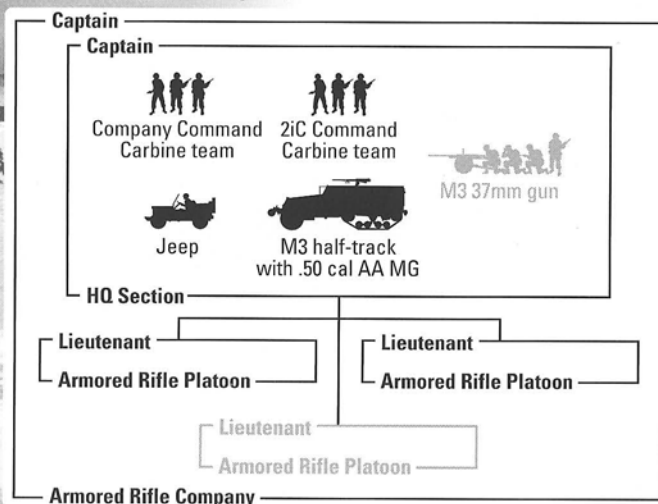 Captain
Captain
Company Command
Carbine team
2iC Command
Carbine team
M3 37mm gun
Jeep
M3 half-track
with .50 cal AA MG
HQ Section
Lieutenant
Armored Rifle Platoon
Lieutenant
Armored Rifle Platoon
Lieutenant
Armored Rifle Platoon
Armored Rifle Company